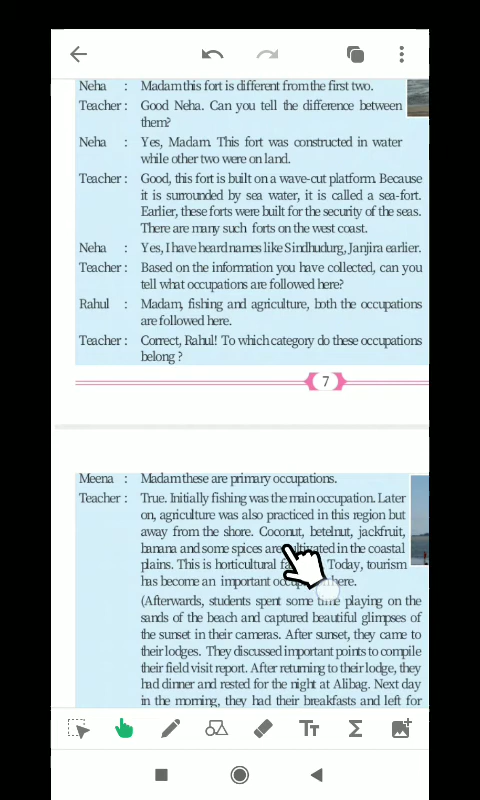 Neha : Madam this fort is different from the first two.
Teacher : Good Neha. Can you tell the difference between
them?
Neha : Yes, Madam. This fort was constructed in water
while other two were on land.
Teacher : Good, this fort is built on a wave-cut platform. Because
it is surrounded by sea water, it is called a sea-fort.
Earlier, these forts were built for the security of the seas.
There are many such forts on the west coast.
Neha : Yes, I have heard names like Sindhudurg, Janjira earlier.
Teacher : Based on the information you have collected, can you
tell what occupations are followed here?
Rahul : Madam, fishing and agriculture, both the occupations
are followed here.
Teacher : Correct, Rahul! To which category do these occupations
belong ?
7
Meena : Madam these are primary occupations.
Teacher : True. Initially fishing was the main occupation. Later
on, agriculture was also practiced in this region but
away from the shore. Coconut, betelnut, jackfruit,
banana and some spices are cultivated in the coastal
plains. This is horticultural Today, tourism
has become an important occupation here.
(Afterwards, students spent some time playing on the
sands of the beach and captured beautiful glimpses of
the sunset in their cameras. After sunset, they came to
their lodges. They discussed important points to compile
their field visit report. After returning to their lodge, they
had dinner and rested for the night at Alibag. Next day
in the morning, they had their breakfasts and left for
TT Σ